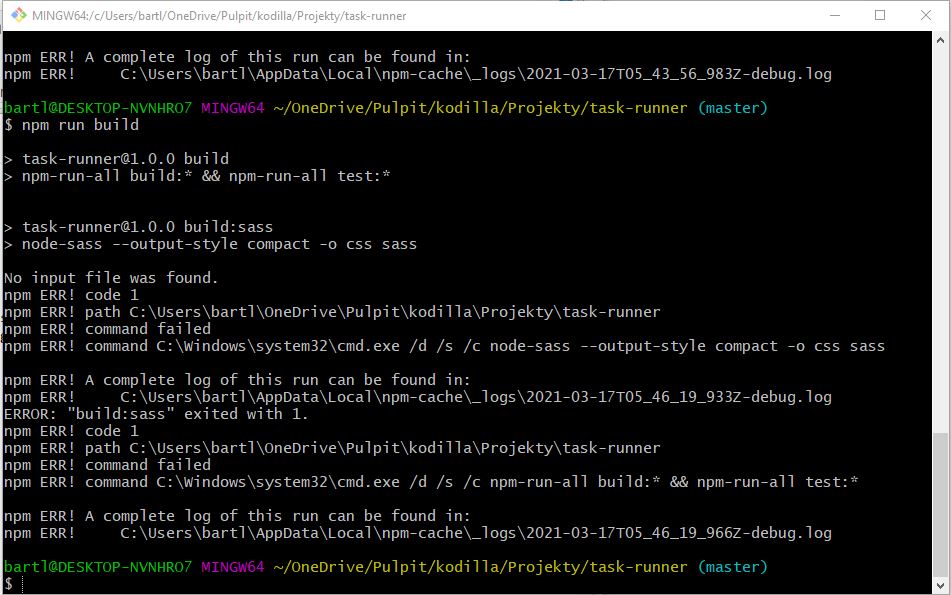 MINGW64:/c/Users/bartl/OneDrive/Pulpit/kodilla/Projekty/task-runner
npm ERR! A complete log of this run can be found in:
npm ERR!     C:\Users\bartl\AppData\Local\npm-cache\_logs\2021-03-17T05_43_56_983Z-debug.log
bartl@DESKTOP-NVNHRO7 MINGW64 ~/OneDrive/Pulpit/kodilla/Projekty/task-runner (master)
$ npm run build
> task-runner@1.0.0 build
> npm-run-all build:* && npm-run-all test:*
> task-runner@1.0.0 build:sass
> node-sass --output-style compact -o css sass
No input file was found.
npm ERR! code 1
npm ERR! path C:\Users\bartl\OneDrive\Pulpit\kodilla\Projekty\task-runner
npm ERR! command failed
npm ERR! command C:\Windows\system32\cmd.exe /d /s /c node-sass --output-style compact -o css sass
npm ERR! A complete log of this run can be found in:
npm ERR!     C:\Users\bartl\AppData\Local\npm-cache\_logs\2021-03-17T05_46_19_933Z-debug.log
ERROR: "build:sass" exited with 1.
npm ERR! code 1
npm ERR! path C:\Users\bartl\OneDrive\Pulpit\kodilla\Projekty\task-runner
npm ERR! command failed
npm ERR! command C:\Windows\system32\cmd.exe /d /s /c npm-run-all build:* && npm-run-all test:*
npm ERR! A complete log of this run can be found in:
npm ERR!     C:\Users\bartl\AppData\Local\npm-cache\_logs\2021-03-17T05_46_19_966Z-debug.log
bartl@DESKTOP-NVNHRO7 MINGW64 ~/OneDrive/Pulpit/kodilla/Projekty/task-runner (master)
$